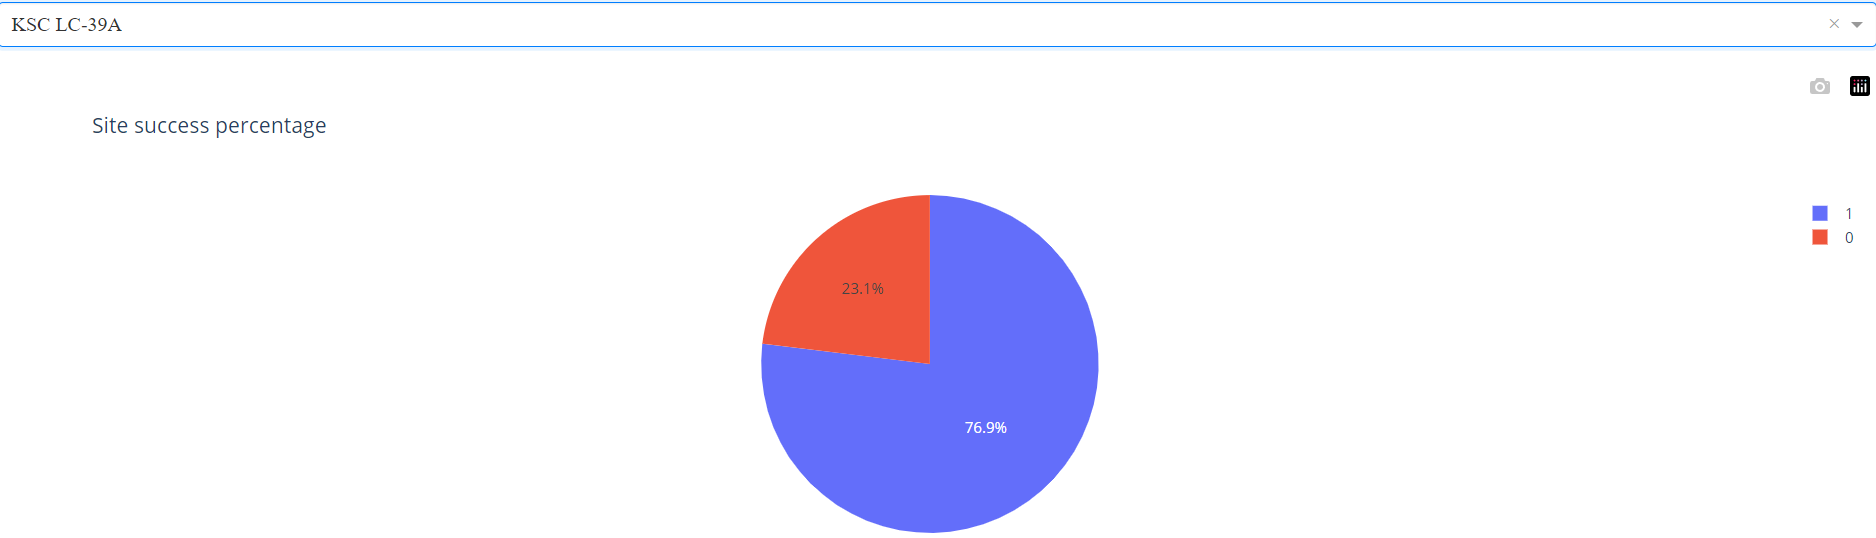 KSC LC-39A
Site success percentage
1
0
23.1%
76.9%